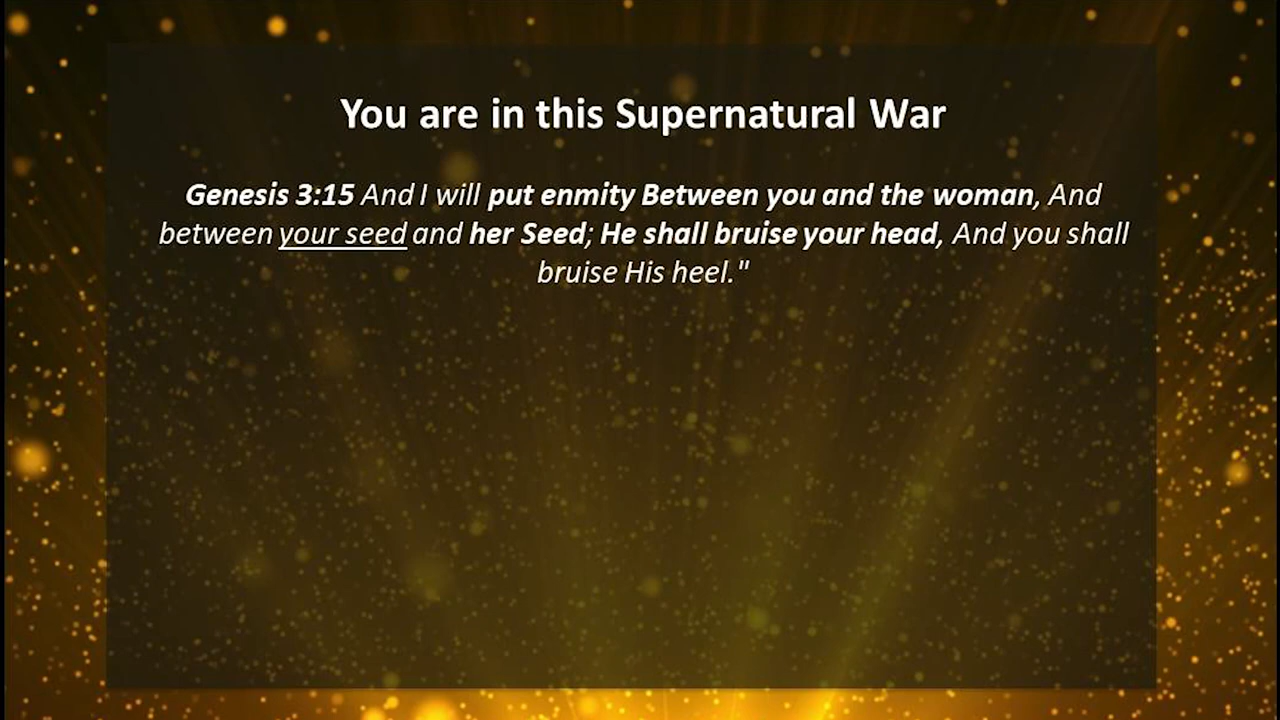 You are in this Supernatural War
Genesis 3:15 And I will put enmity Between you and the woman, And
between your seed and her Seed; He shall bruise your head, And you shall
bruise His heel."